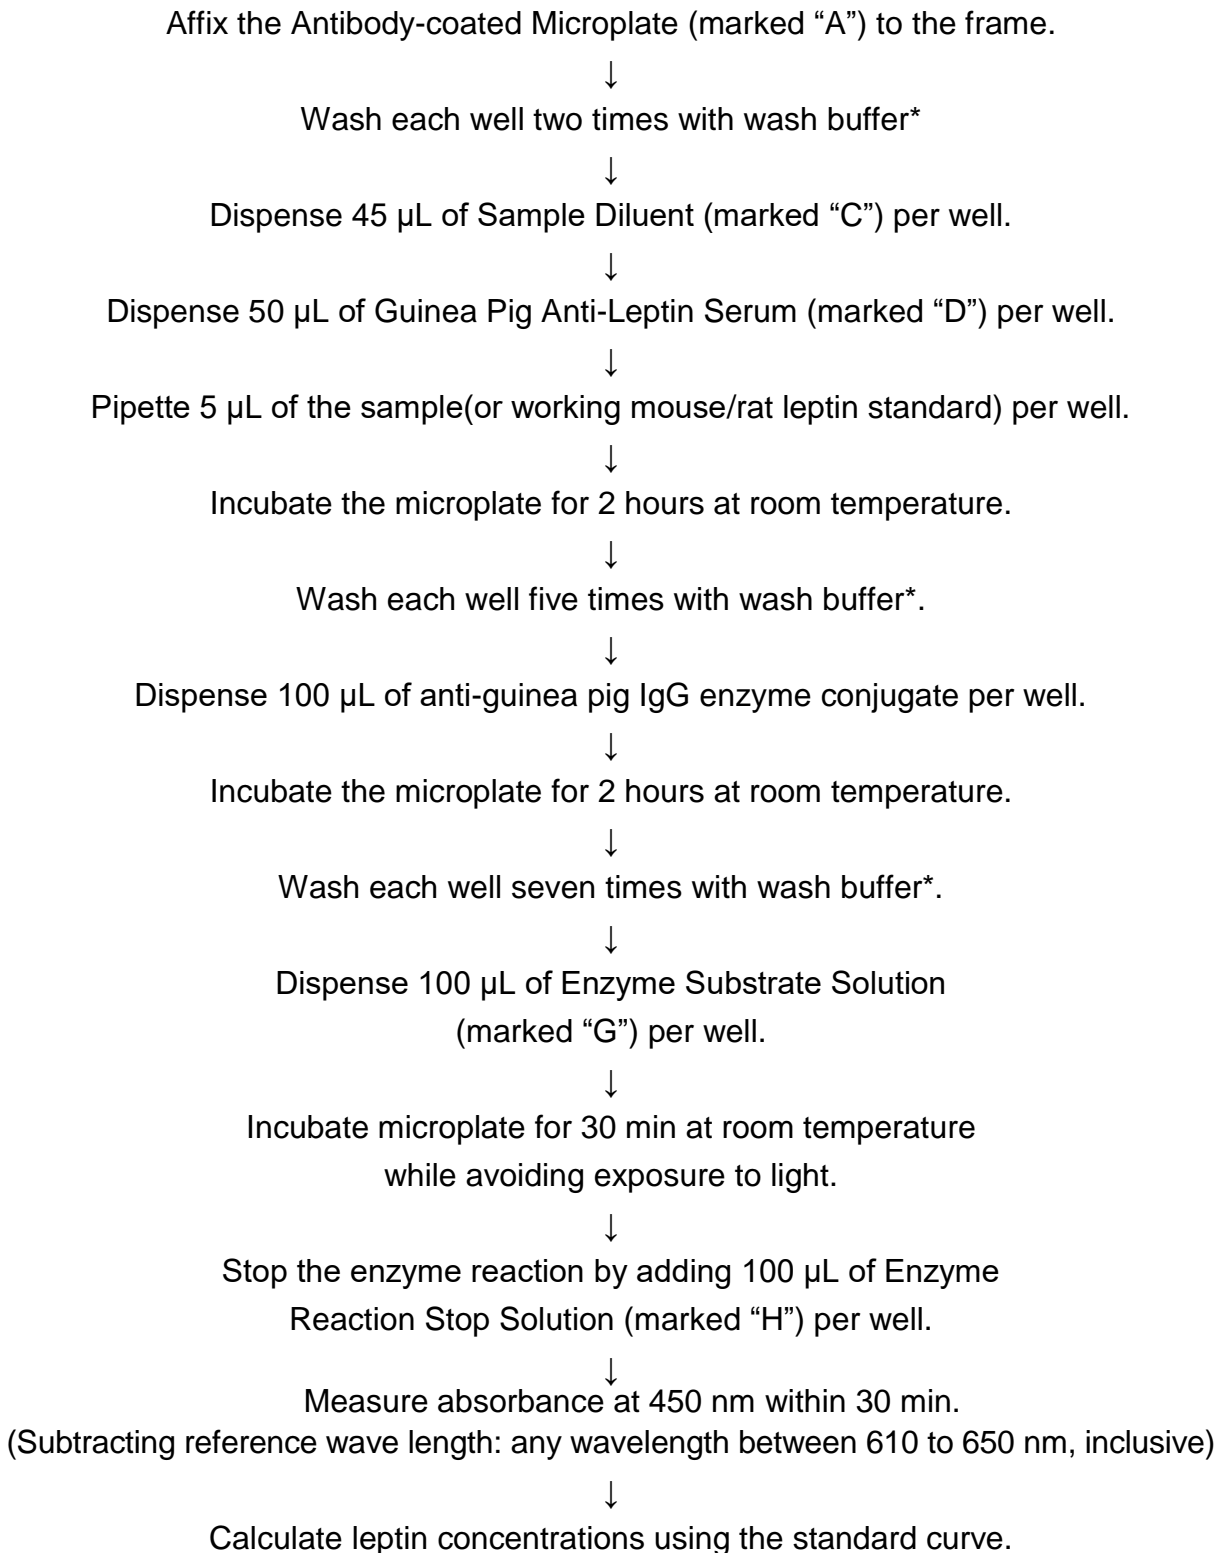 Affix the Antibody-coated Microplate (marked “A”) to the frame.
↓
Wash each well two times with wash buffer*
↓
Dispense 45 µL of Sample Diluent (marked “C”) per well.
↓
Dispense 50 µL of Guinea Pig Anti-Leptin Serum (marked “D”) per well.
↓
Pipette 5 µL of the sample(or working mouse/rat leptin standard) per well.
↓
Incubate the microplate for 2 hours at room temperature.
↓
Wash each well five times with wash buffer*.
↓
Dispense 100 µL of anti-guinea pig IgG enzyme conjugate per well.
↓
Incubate the microplate for 2 hours at room temperature.
↓
Wash each well seven times with wash buffer*.
↓
Dispense 100 µL of Enzyme Substrate Solution
(marked “G”) per well.
↓
Incubate microplate for 30 min at room temperature
while avoiding exposure to light.
↓
Stop the enzyme reaction by adding 100 µL of Enzyme
Reaction Stop Solution (marked “H”) per well.
↓
Measure absorbance at 450 nm within 30 min.
(Subtracting reference wave length: any wavelength between 610 to 650 nm, inclusive)
↓
Calculate leptin concentrations using the standard curve.